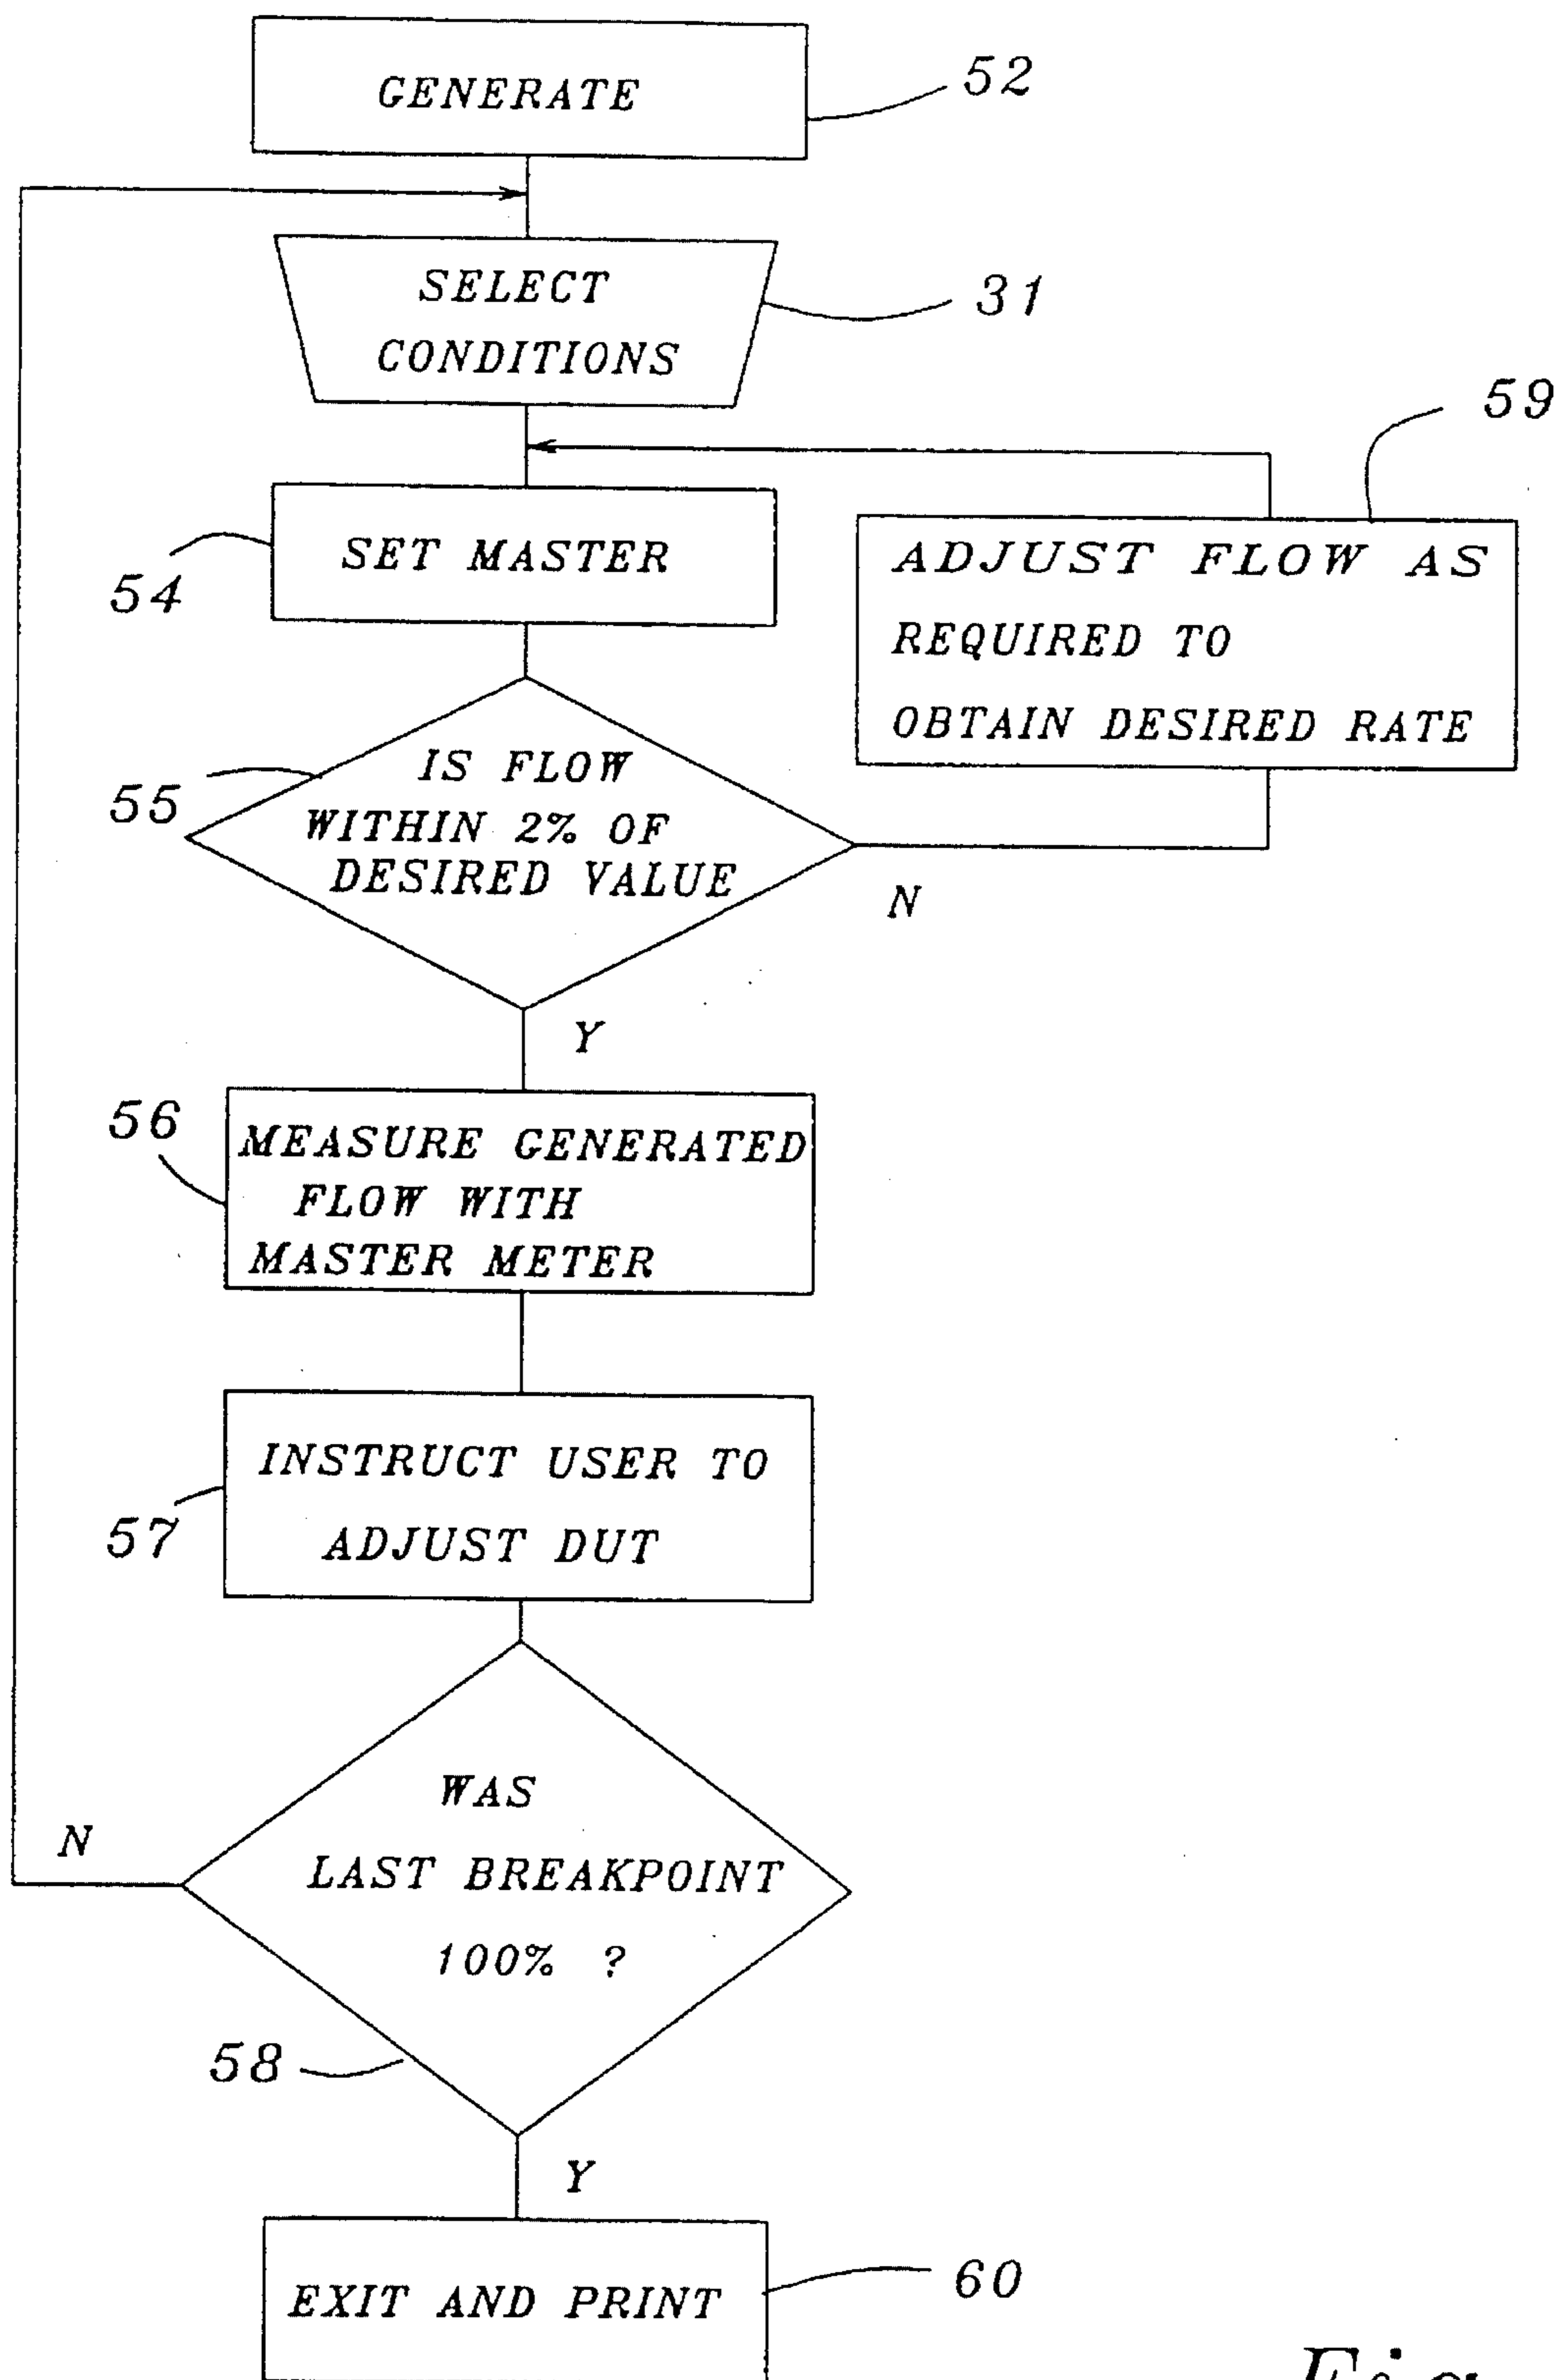 GENERATE
52
SELECT
CONDITIONS
31
59
SET MASTER
54
ADJUST FLOW AS
REQUIRED TO
OBTAIN DESIRED RATE
IS FLOW
WITHIN 2% OF
DESIRED VALUE
55
N
Y
56
MEASURE GENERATED
FLOW WITH
MASTER METER
INSTRUCT USER TO
ADJUST DUT
57
WAS
LAST BREAKPOINT
100% ?
N
58
Y
EXIT AND PRINT
60